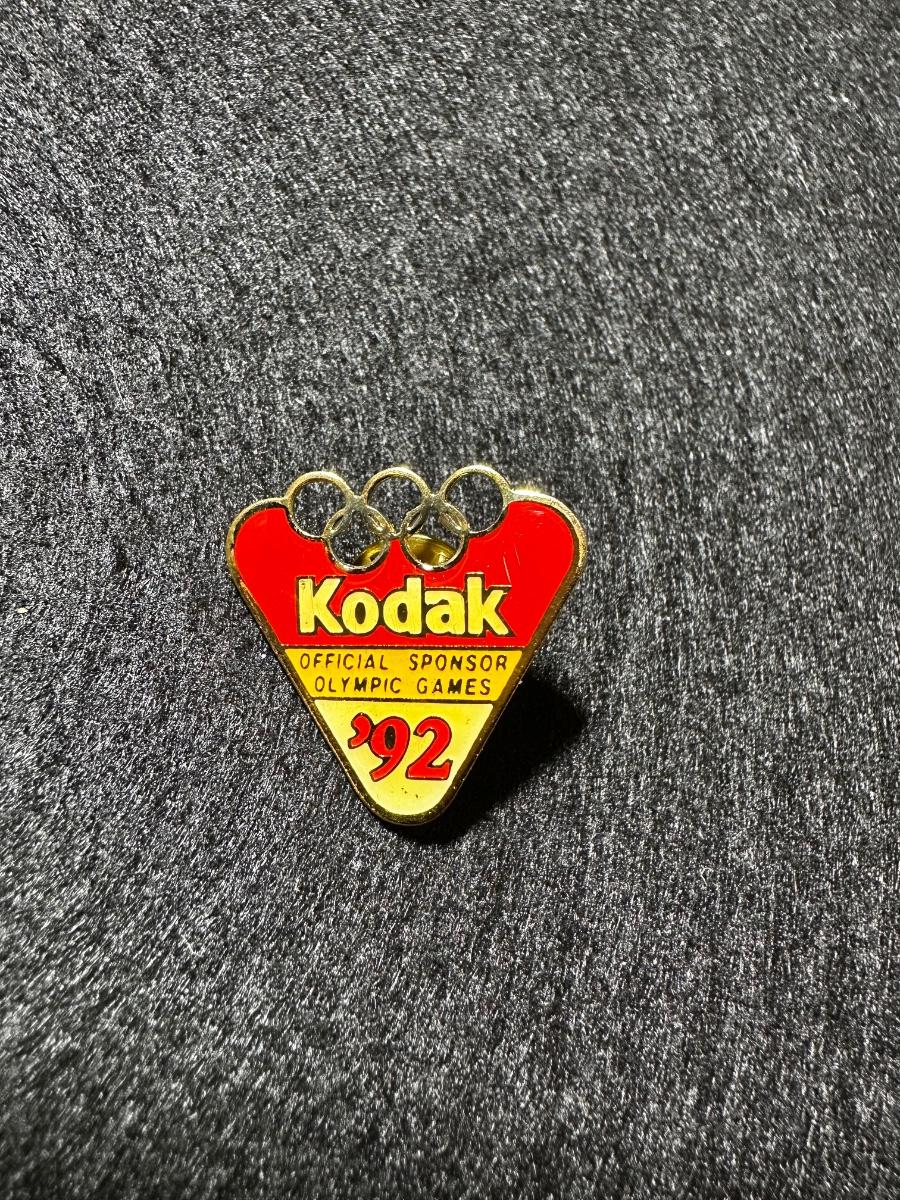 Kodak
OFFICIAL SPONSOR
OLYMPIC GAMES
'92